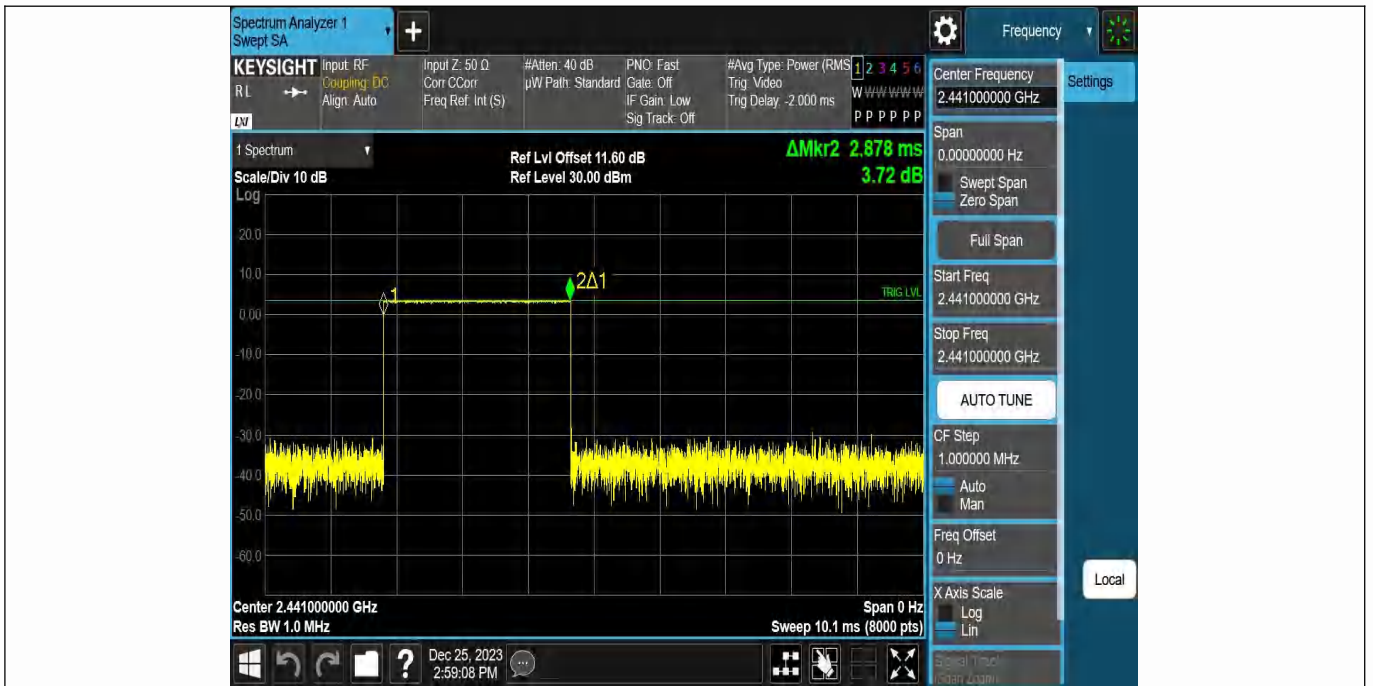 Spectrum Analyzer 1
Swept SA
+
Frequency
KEYSIGHT
RL
LXI
Input: RF
Coupling: DC
Align: Auto
Input Z: 50 Ω
Corr CCorr
Freq Ref: Int (S)
#Atten: 40 dB
µW Path: Standard
PNO: Fast
Gate: Off
IF Gain: Low
Sig Track: Off
#Avg Type: Power (RMS
Trig: Video
Trig Delay: -2.000 ms
1 2 3 4 5 6
W W W W W W
P P P P P P
1 Spectrum
Scale/Div 10 dB
Log
Ref Lvl Offset 11.60 dB
Ref Level 30.00 dBm
ΔMkr2 2.878 ms
3.72 dB
20.0
10.0
0.00
-10.0
-20.0
-30.0
-40.0
-50.0
-60.0
1
2Δ1
TRIG LVL
Center 2.441000000 GHz
Res BW 1.0 MHz
Span 0 Hz
Sweep 10.1 ms (8000 pts)
?
Dec 25, 2023
2:59:08 PM
Center Frequency
2.441000000 GHz
Settings
Span
0.00000000 Hz
Swept Span
Zero Span
Full Span
Start Freq
2.441000000 GHz
Stop Freq
2.441000000 GHz
AUTO TUNE
CF Step
1.000000 MHz
Auto
Man
Freq Offset
0 Hz
X Axis Scale
Log
Lin
Signal Track
(Span Zoom)
Local